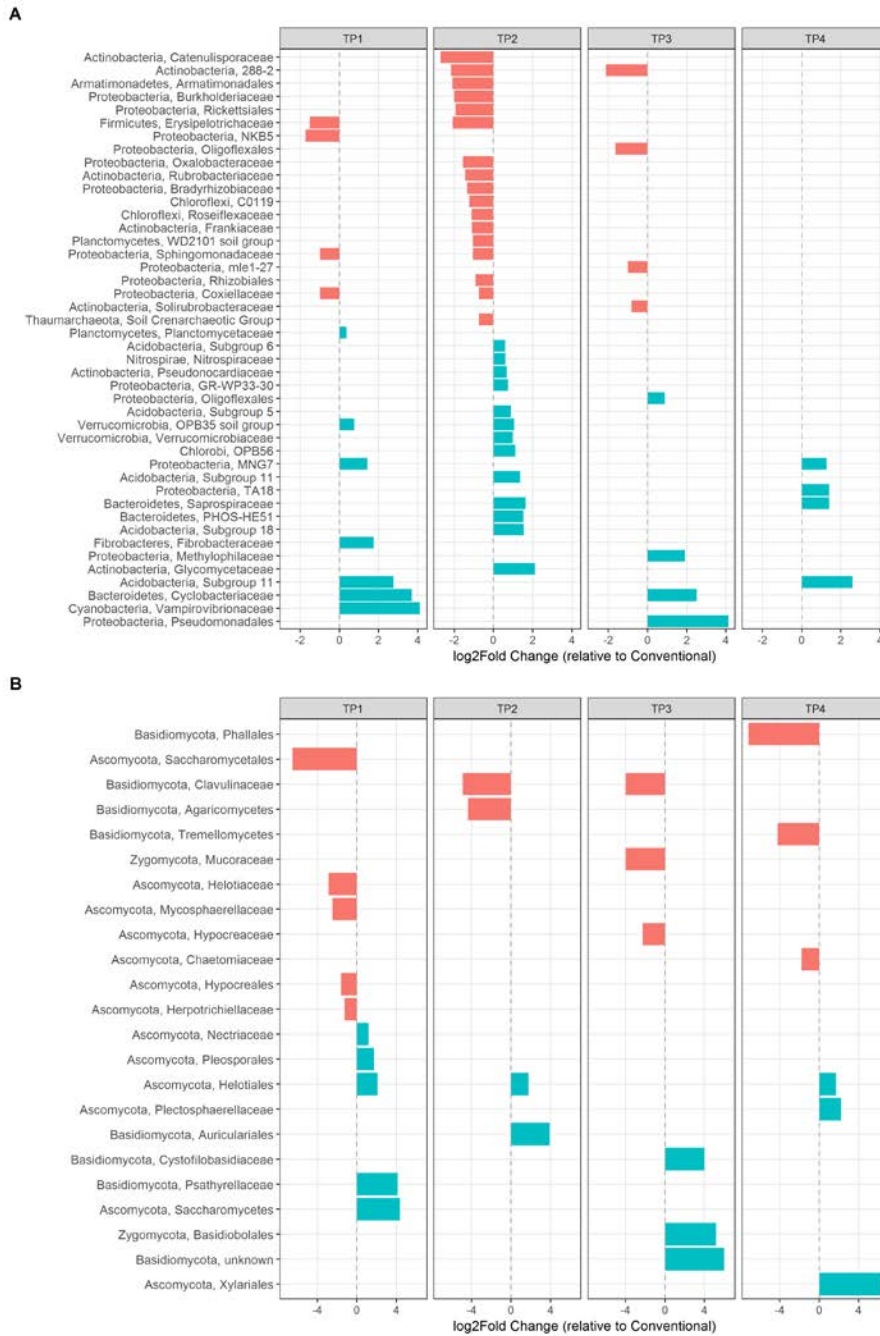 A
TP1 TP2 TP3 TP4
Actinobacteria, Catenulisporaceae
Actinobacteria, 288-2
Armatimonadetes, Armatimonadales
Proteobacteria, Burkholderiaceae
Proteobacteria, Rickettsiales
Firmicutes, Erysipelotrichaceae
Proteobacteria, NKB5
Proteobacteria, Oligoflexales
Proteobacteria, Oxalobacteraceae
Actinobacteria, Rubrobacteriaceae
Proteobacteria, Bradyrhizobiaceae
Chloroflexi, C0119
Chloroflexi, Roseiflexaceae
Actinobacteria, Frankiaceae
Planctomycetes, WD2101 soil group
Proteobacteria, Sphingomonadaceae
Proteobacteria, mle1-27
Proteobacteria, Rhizobiales
Proteobacteria, Coxiellaceae
Actinobacteria, Solirubrobacteraceae
Thaumarchaeota, Soil Crenarchaeotic Group
Planctomycetes, Planctomycetaceae
Acidobacteria, Subgroup 6
Nitrospirae, Nitrospiraceae
Actinobacteria, Pseudonocardiaceae
Proteobacteria, GR-WP33-30
Proteobacteria, Oligoflexales
Acidobacteria, Subgroup 5
Verrucomicrobia, OPB35 soil group
Verrucomicrobia, Verrucomicrobiaceae
Chlorobi, OPB56
Proteobacteria, MNG7
Acidobacteria, Subgroup 11
Proteobacteria, TA18
Bacteroidetes, Saprospiraceae
Bacteroidetes, PHOS-HE51
Acidobacteria, Subgroup 18
Fibrobacteres, Fibrobacteraceae
Proteobacteria, Methylophilaceae
Actinobacteria, Glycomycetaceae
Acidobacteria, Subgroup 11
Bacteroidetes, Cyclobacteriaceae
Cyanobacteria, Vampirovibrionaceae
Proteobacteria, Pseudomonadales
-2 0 2 4 -2 0 2 4 -2 0 2 4 -2 0 2 4
log2Fold Change (relative to Conventional)
B
TP1 TP2 TP3 TP4
Basidiomycota, Phallales
Ascomycota, Saccharomycetales
Basidiomycota, Clavulinaceae
Basidiomycota, Agaricomycetes
Basidiomycota, Tremellomycetes
Zygomycota, Mucoraceae
Ascomycota, Helotiaceae
Ascomycota, Mycosphaerellaceae
Ascomycota, Hypocreaceae
Ascomycota, Chaetomiaceae
Ascomycota, Hypocreales
Ascomycota, Herpotrichiellaceae
Ascomycota, Nectriaceae
Ascomycota, Pleosporales
Ascomycota, Helotiales
Ascomycota, Plectosphaerellaceae
Basidiomycota, Auriculariales
Basidiomycota, Cystofilobasidiaceae
Basidiomycota, Psathyrellaceae
Ascomycota, Saccharomycetes
Zygomycota, Basidiobolales
Basidiomycota, unknown
Ascomycota, Xylariales
-4 0 4 -4 0 4 -4 0 4 -4 0 4
log2Fold Change (relative to Conventional)